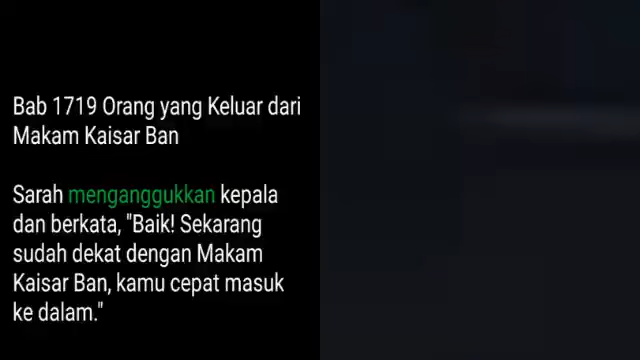 Bab 1719 Orang yang Keluar dari
Makam Kaisar Ban
Sarah menganggukkan kepala
dan berkata, "Baik! Sekarang
sudah dekat dengan Makam
Kaisar Ban, kamu cepat masuk
ke dalam."